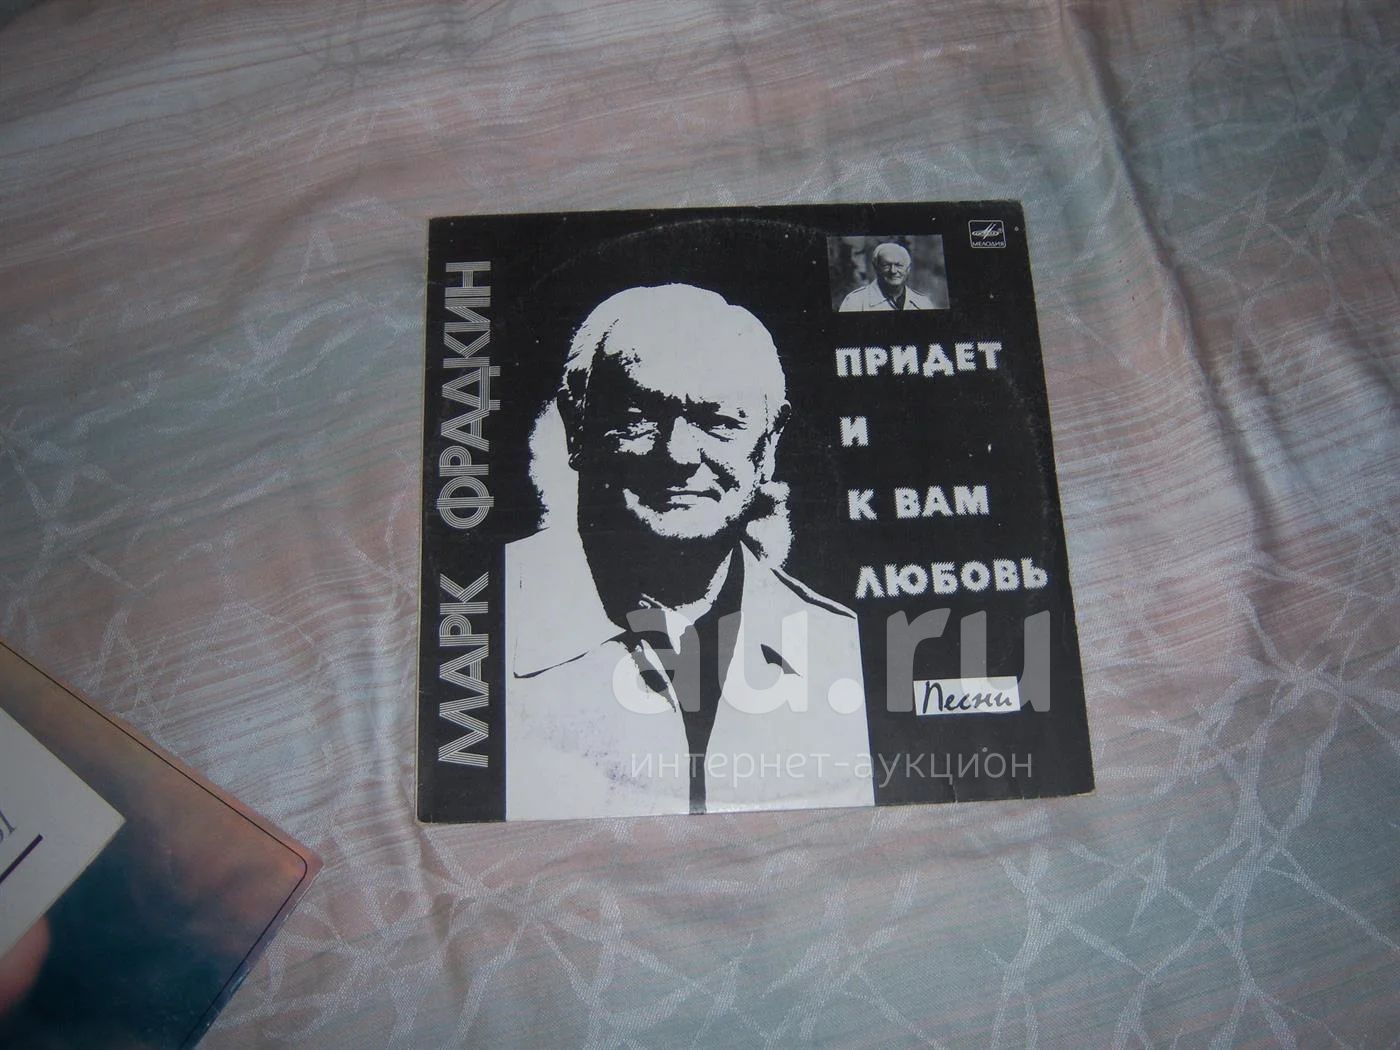 МАРК ФРАДКИН
МЕЛОДИЯ
ПРИДЕТ
И
К ВАМ
ЛЮБОВЬ
Песни
au.ru
интернет-аукцион